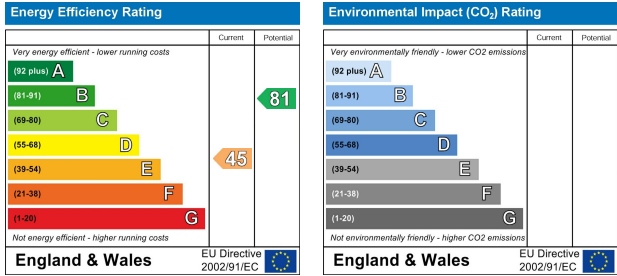 Energy Efficiency Rating
Current Potential
Very energy efficient - lower running costs
(92 plus) A
(81-91) B
81
(69-80) C
(55-68) D
45
(39-54) E
(21-38) F
(1-20) G
Not energy efficient - higher running costs
England & Wales
EU Directive
2002/91/EC
Environmental Impact (CO2) Rating
Current Potential
Very environmentally friendly - lower CO2 emissions
(92 plus) A
(81-91) B
(69-80) C
(55-68) D
(39-54) E
(21-38) F
(1-20) G
Not environmentally friendly - higher CO2 emissions
England & Wales
EU Directive
2002/91/EC